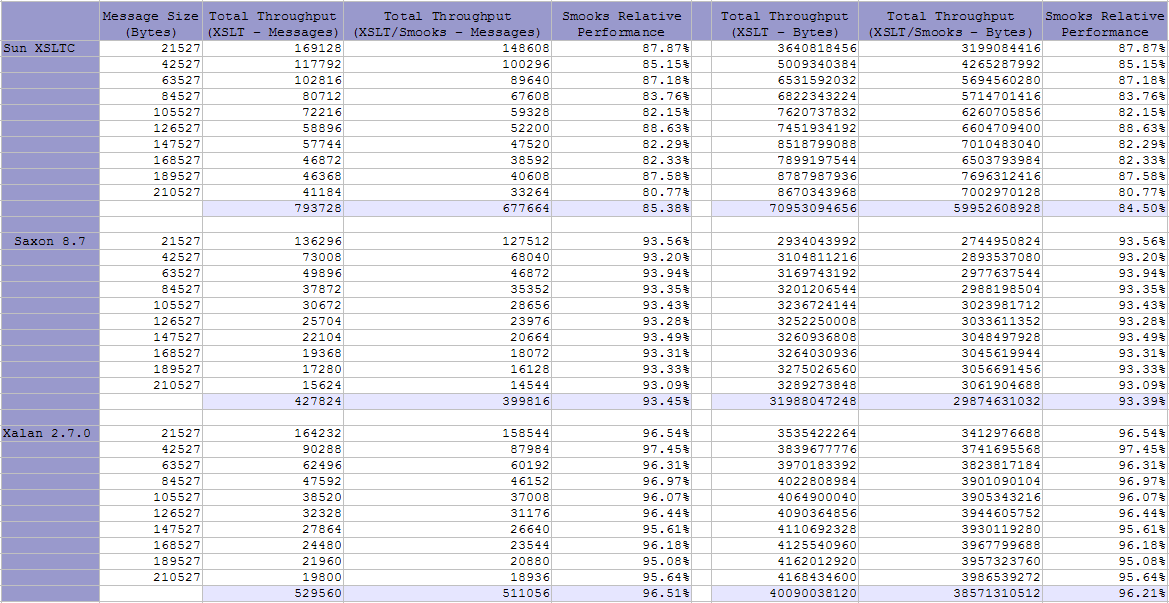 Message Size Total Throughput Total Throughput Smooks Relative Total Throughput Total Throughput Smooks Relative
(Bytes) (XSLT - Messages) (XSLT/Smooks - Messages) Performance (XSLT - Bytes) (XSLT/Smooks - Bytes) Performance
Sun XSLTC 21527 169128 148608 87.87% 3640818456 3199084416 87.87%
42527 117792 100296 85.15% 5009340384 4265287992 85.15%
63527 102816 89640 87.18% 6531592032 5694560280 87.18%
84527 80712 67608 83.76% 6822343224 5714701416 83.76%
105527 72216 59328 82.15% 7620737832 6260705856 82.15%
126527 58896 52200 88.63% 7451934192 6604709400 88.63%
147527 57744 47520 82.29% 8518799088 7010483040 82.29%
168527 46872 38592 82.33% 7899197544 6503793984 82.33%
189527 46368 40608 87.58% 8787987936 7696312416 87.58%
210527 41184 33264 80.77% 8670343968 7002970128 80.77%
793728 677664 85.38% 70953094656 59952608928 84.50%
Saxon 8.7 21527 136296 127512 93.56% 2934043992 2744950824 93.56%
42527 73008 68040 93.20% 3104811216 2893537080 93.20%
63527 49896 46872 93.94% 3169743192 2977637544 93.94%
84527 37872 35352 93.35% 3201206544 2988198504 93.35%
105527 30672 28656 93.43% 3236724144 3023981712 93.43%
126527 25704 23976 93.28% 3252250008 3033611352 93.28%
147527 22104 20664 93.49% 3260936808 3048497928 93.49%
168527 19368 18072 93.31% 3264030936 3045619944 93.31%
189527 17280 16128 93.33% 3275026560 3056691456 93.33%
210527 15624 14544 93.09% 3289273848 3061904688 93.09%
427824 399816 93.45% 31988047248 29874631032 93.39%
Xalan 2.7.0 21527 164232 158544 96.54% 3535422264 3412976688 96.54%
42527 90288 87984 97.45% 3839677776 3741695568 97.45%
63527 62496 60192 96.31% 3970183392 3823817184 96.31%
84527 47592 46152 96.97% 4022808984 3901090104 96.97%
105527 38520 37008 96.07% 4064900040 3905343216 96.07%
126527 32328 31176 96.44% 4090364856 3944605752 96.44%
147527 27864 26640 95.61% 4110692328 3930119280 95.61%
168527 24480 23544 96.18% 4125540960 3967799688 96.18%
189527 21960 20880 95.08% 4162012920 3957323760 95.08%
210527 19800 18936 95.64% 4168434600 3986539272 95.64%
529560 511056 96.51% 40090038120 38571310512 96.21%